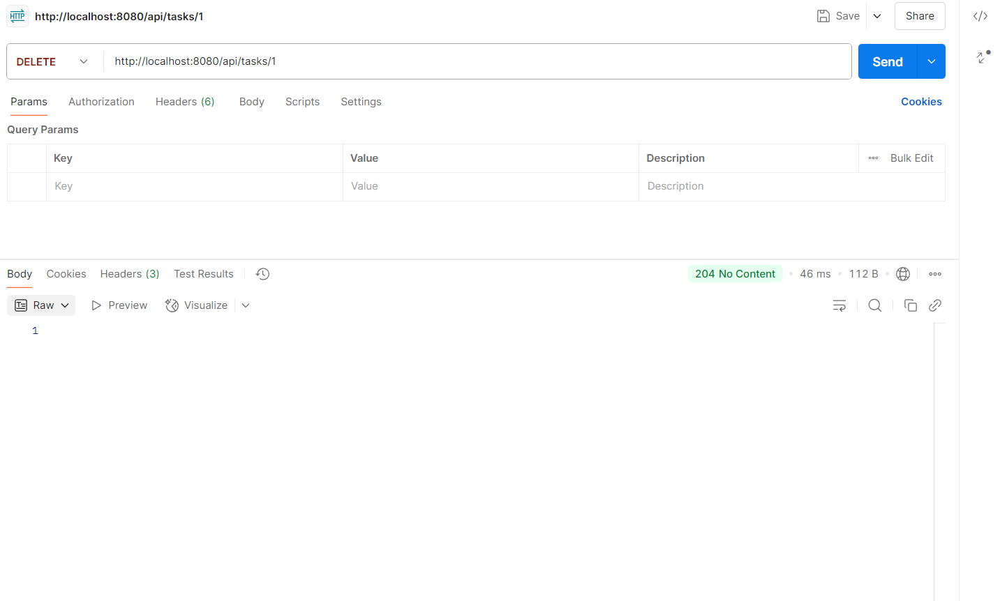 HTTP http://localhost:8080/api/tasks/1 Save Share
DELETE http://localhost:8080/api/tasks/1 Send
Params Authorization Headers (6) Body Scripts Settings Cookies
Query Params
Key Value Description Bulk Edit
Key Value Description
Body Cookies Headers (3) Test Results 204 No Content 46 ms 112 B
Raw Preview Visualize
1